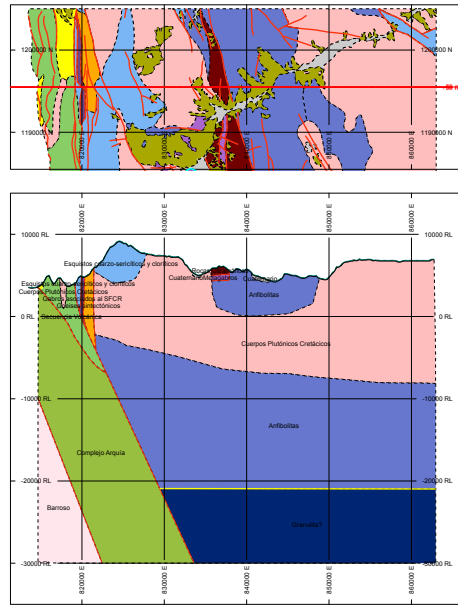 1200000 N
1200000 N
1190000 N
1190000 N
820000 E
830000 E
840000 E
850000 E
860000 E
820000 E
830000 E
840000 E
850000 E
860000 E
10000 RL
10000 RL
Esquistos cuarzo-sericíticos y cloríticos
Cuaternario
Cuaternario
Anfibolitas
Esquistos cuarzo-sericíticos y cloríticos
Cuerpos Plutónicos Cretácicos
Gabros asociados al SFCR
Gneises sintectónicos
Secuencia Volcánica
0 RL
0 RL
Cuerpos Plutónicos Cretácicos
-10000 RL
-10000 RL
Anfibolitas
Complejo Arquía
-20000 RL
-20000 RL
Barroso
Granulita?
-30000 RL
-30000 RL
820000 E
830000 E
840000 E
850000 E
860000 E